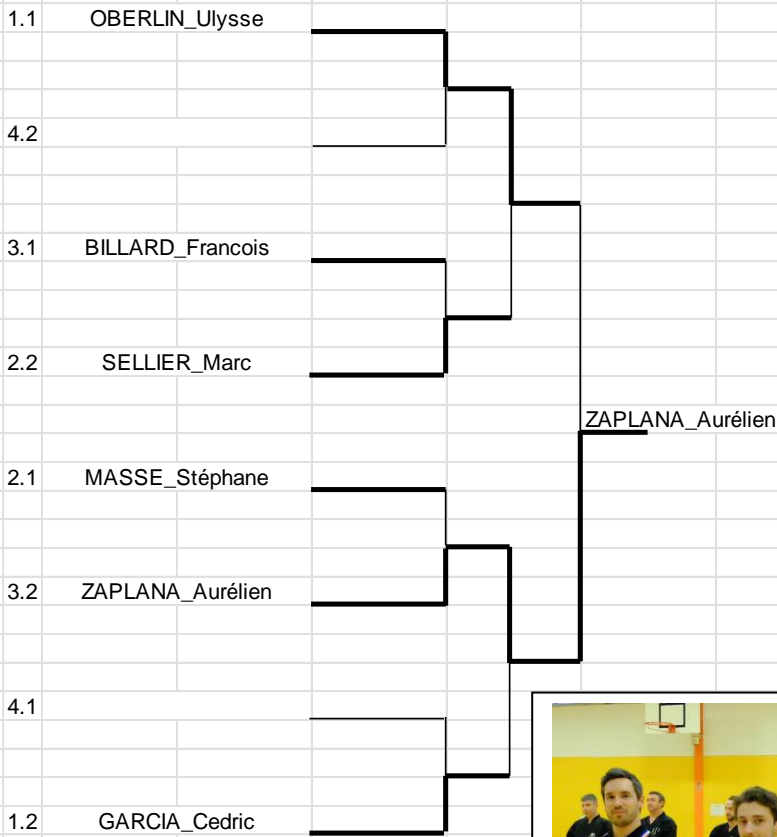 1.1 OBERLIN_Ulysse
4.2
3.1 BILLARD_Francois
2.2 SELLIER_Marc
ZAPLANA_Aurélien
2.1 MASSE_Stéphane
3.2 ZAPLANA_Aurélien
4.1
1.2 GARCIA_Cedric